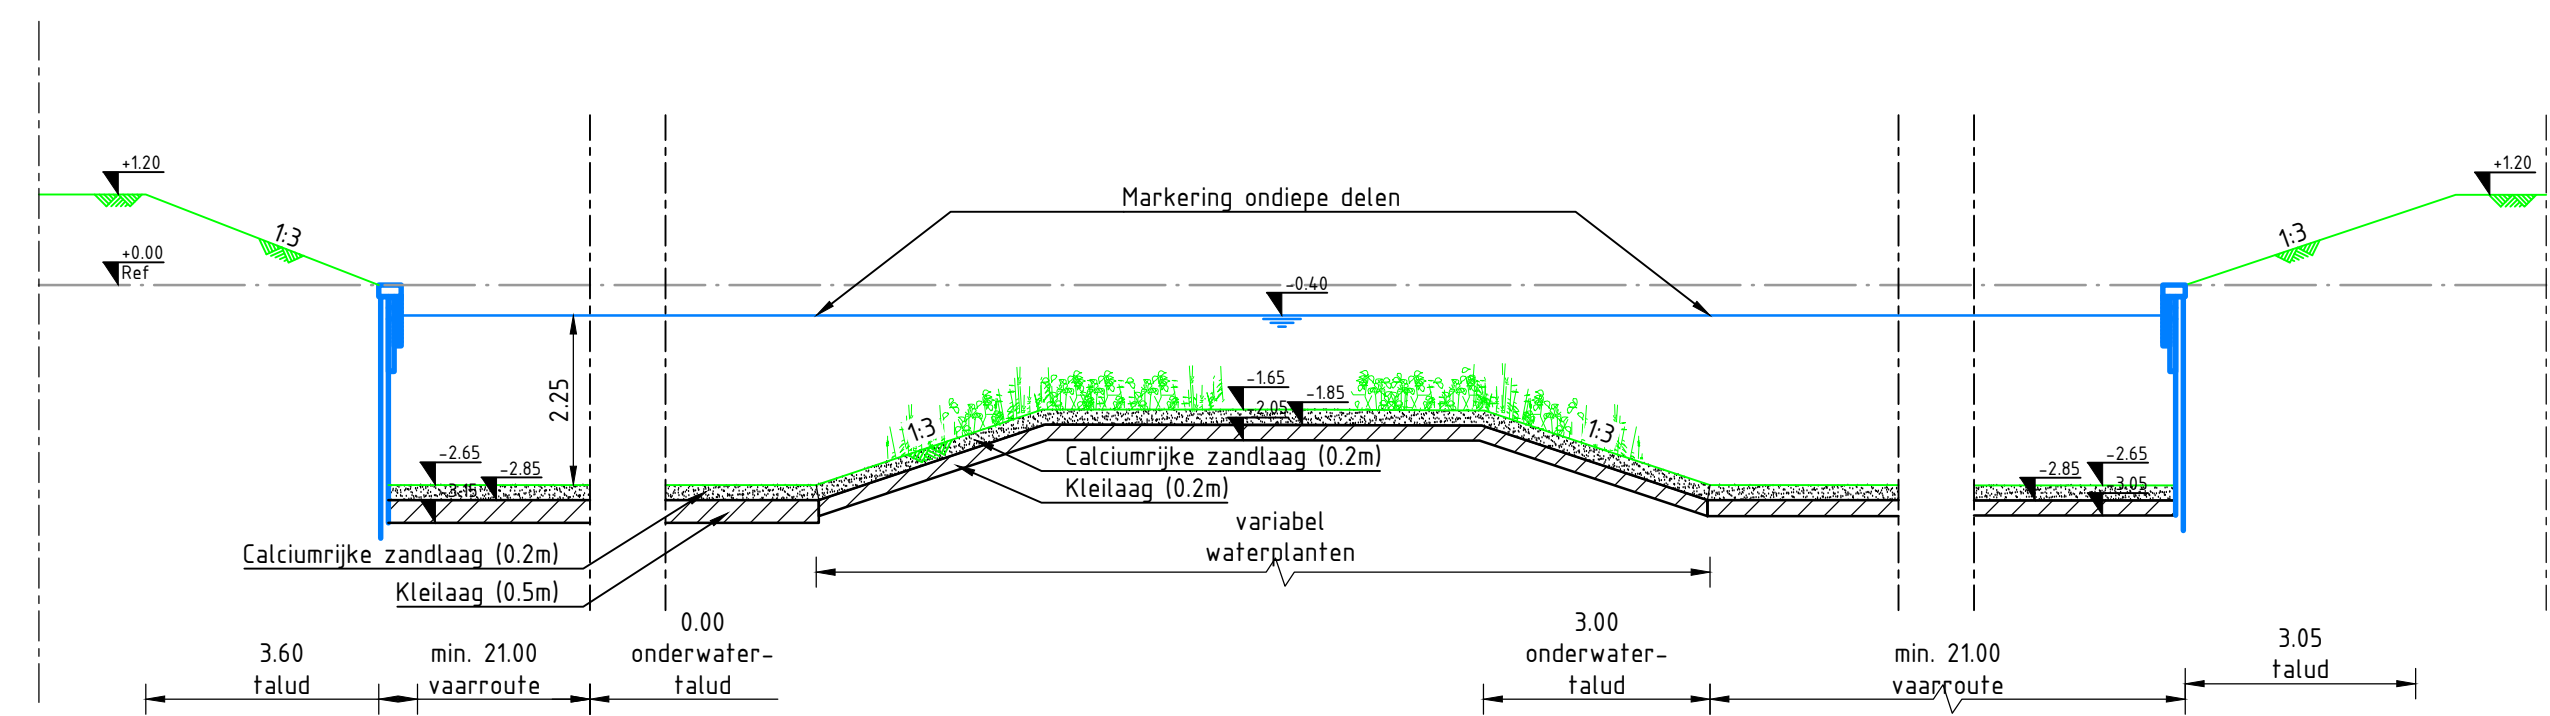 +1.20
+1.20
Markering ondiepe delen
1:3
1:3
+0.00
Ref
-0.40
2.25
-1.65
-1.85
-2.05
1:3
1:3
-2.65
-2.85
-3.15
Calciumrijke zandlaag (0.2m)
Kleilaag (0.2m)
-2.65
-2.85
-3.05
variabel
waterplanten
Calciumrijke zandlaag (0.2m)
Kleilaag (0.5m)
0.00
onderwater-
talud
3.00
onderwater-
talud
3.60
talud
min. 21.00
vaarroute
min. 21.00
vaarroute
3.05
talud